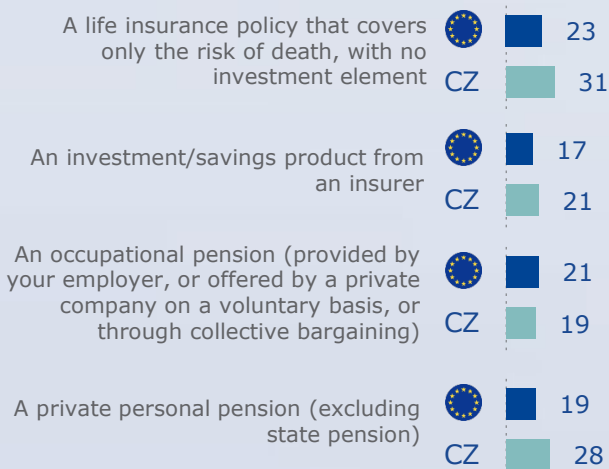 A life insurance policy that covers
only the risk of death, with no
investment element
23
CZ 31
An investment/savings product from
an insurer
17
CZ 21
An occupational pension (provided by
your employer, or offered by a private
company on a voluntary basis, or
through collective bargaining)
21
CZ 19
A private personal pension (excluding
state pension)
19
CZ 28